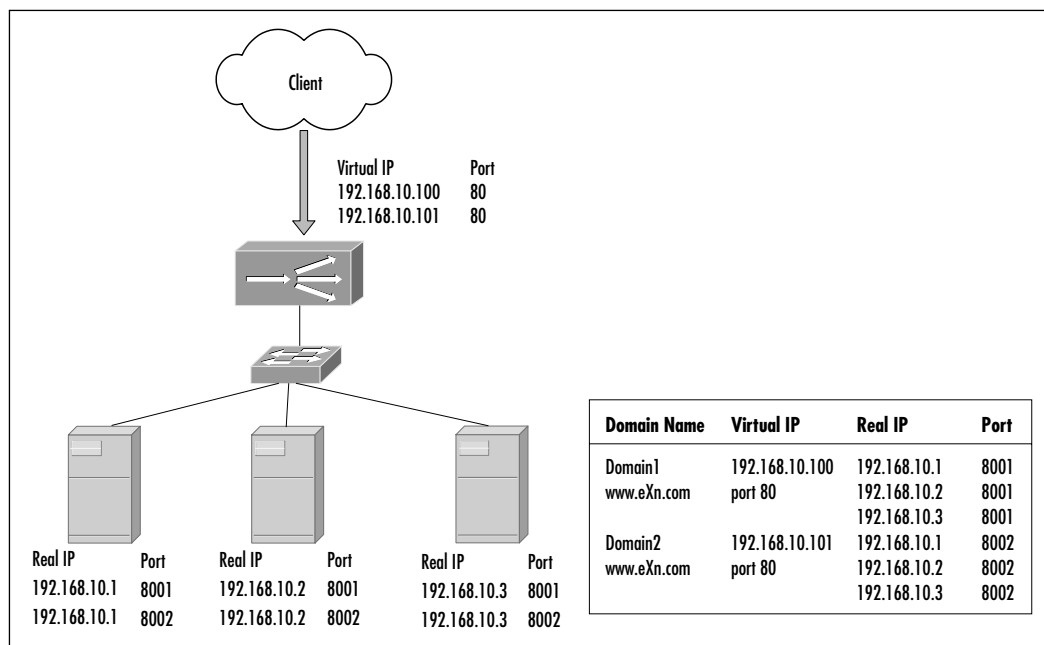 Client
Virtual IP Port
192.168.10.100 80
192.168.10.101 80
Real IP Port
192.168.10.1 8001
192.168.10.1 8002
Real IP Port
192.168.10.2 8001
192.168.10.2 8002
Real IP Port
192.168.10.3 8001
192.168.10.3 8002
Domain Name Virtual IP Real IP Port
Domain1 192.168.10.100 192.168.10.1 8001
www.eXn.com port 80 192.168.10.2 8001
192.168.10.3 8001
Domain2 192.168.10.101 192.168.10.1 8002
www.eXn.com port 80 192.168.10.2 8002
192.168.10.3 8002